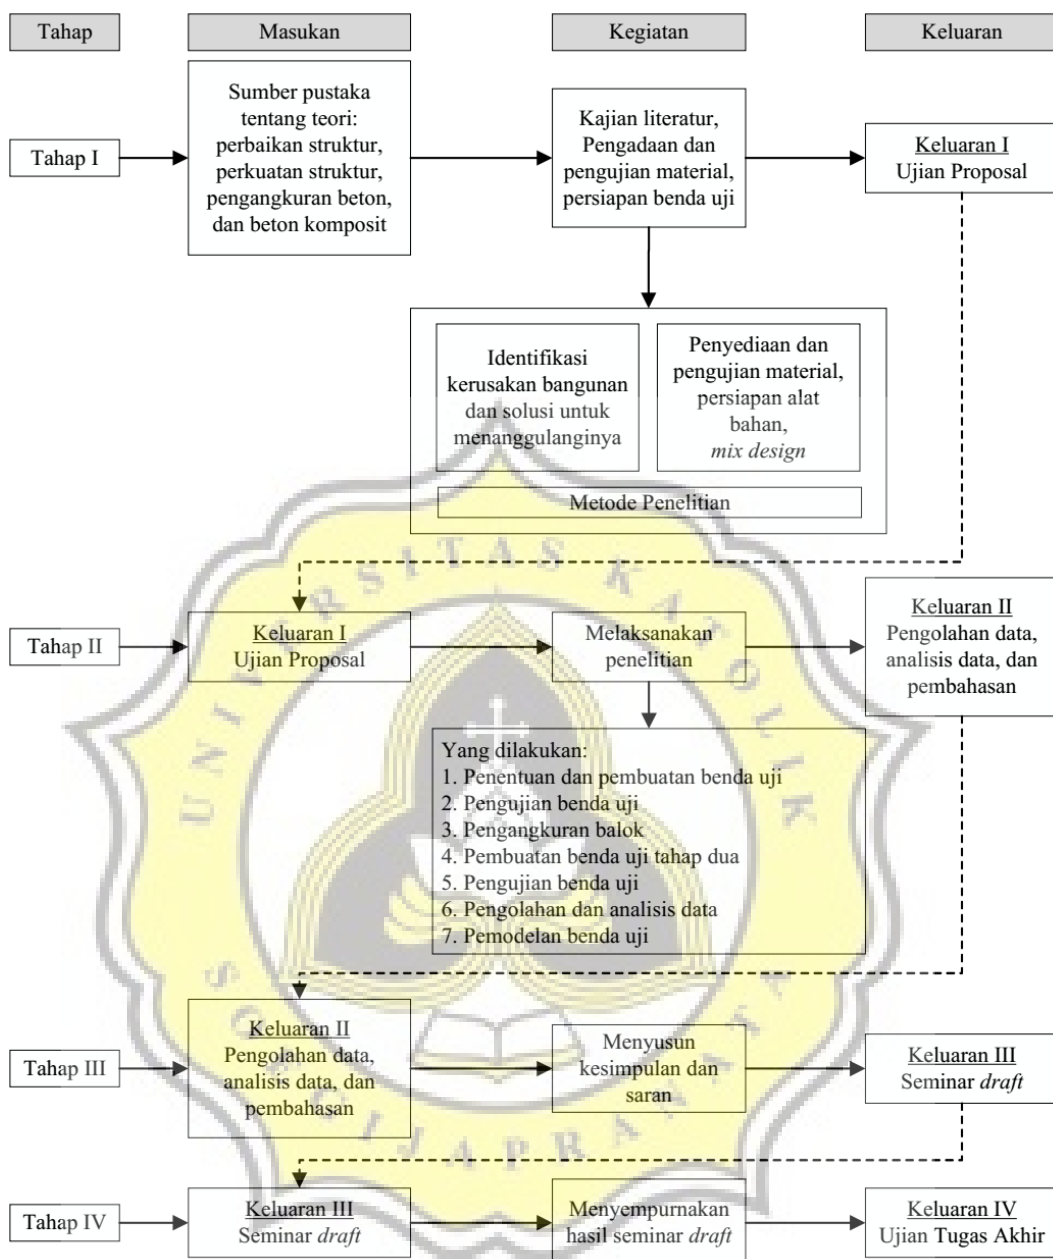 Tahap
Masukan
Kegiatan
Keluaran
Tahap I
Sumber pustaka
tentang teori:
perbaikan struktur,
perkuatan struktur,
pengangkuran beton,
dan beton komposit
Kajian literatur,
Pengadaan dan
pengujian material,
persiapan benda uji
Keluaran I
Ujian Proposal
Identifikasi
kerusakan bangunan
dan solusi untuk
menanggulanginya
Penyediaan dan
pengujian material,
persiapan alat
bahan,
mix design
Metode Penelitian
Tahap II
Keluaran I
Ujian Proposal
Melaksanakan
penelitian
Keluaran II
Pengolahan data,
analisis data, dan
pembahasan
Yang dilakukan:
1. Penentuan dan pembuatan benda uji
2. Pengujian benda uji
3. Pengangkuran balok
4. Pembuatan benda uji tahap dua
5. Pengujian benda uji
6. Pengolahan dan analisis data
7. Pemodelan benda uji
Tahap III
Keluaran II
Pengolahan data,
analisis data, dan
pembahasan
Menyusun
kesimpulan dan
saran
Keluaran III
Seminar draft
Tahap IV
Keluaran III
Seminar draft
Menyempurnakan
hasil seminar draft
Keluaran IV
Ujian Tugas Akhir
UNIVERSITAS KATOLIK
SOEGIJAPRANATA